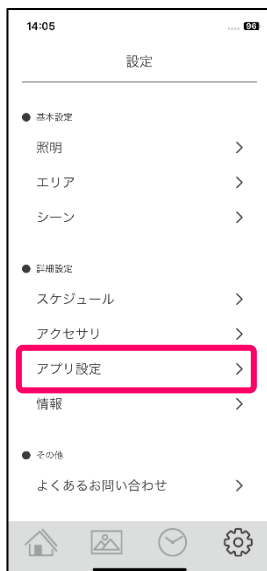 14:05
96
設定
● 基本設定
照明
エリア
シーン
● 詳細設定
スケジュール
アクセサリ
アプリ設定
情報
● その他
よくあるお問い合わせ